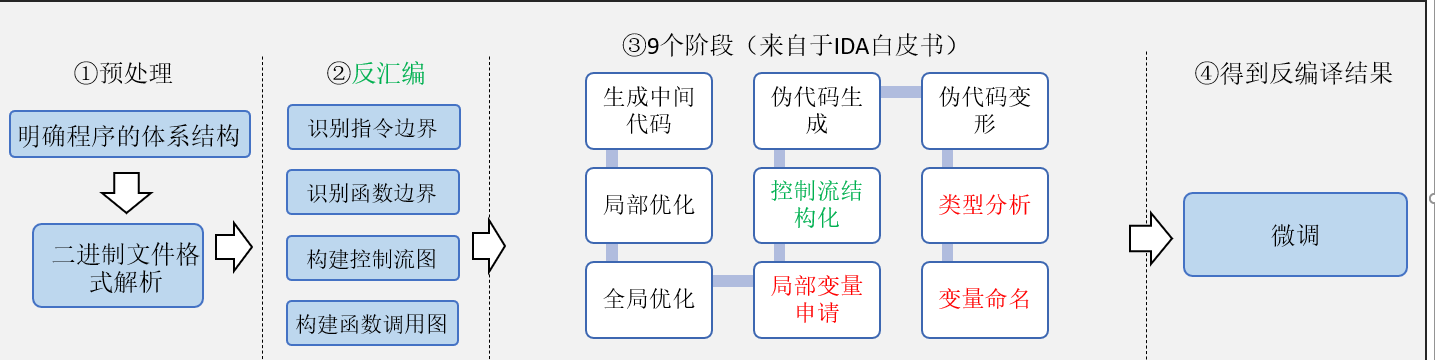 ①预处理
明确程序的体系结构
二进制文件格
式解析
②反汇编
识别指令边界
识别函数边界
构建控制流图
构建函数调用图
③9个阶段（来自于IDA白皮书）
生成中间
代码
局部优化
全局优化
局部变量
申请
控制流结
构化
伪代码生
成
伪代码变
形
类型分析
变量命名
④得到反编译结果
微调